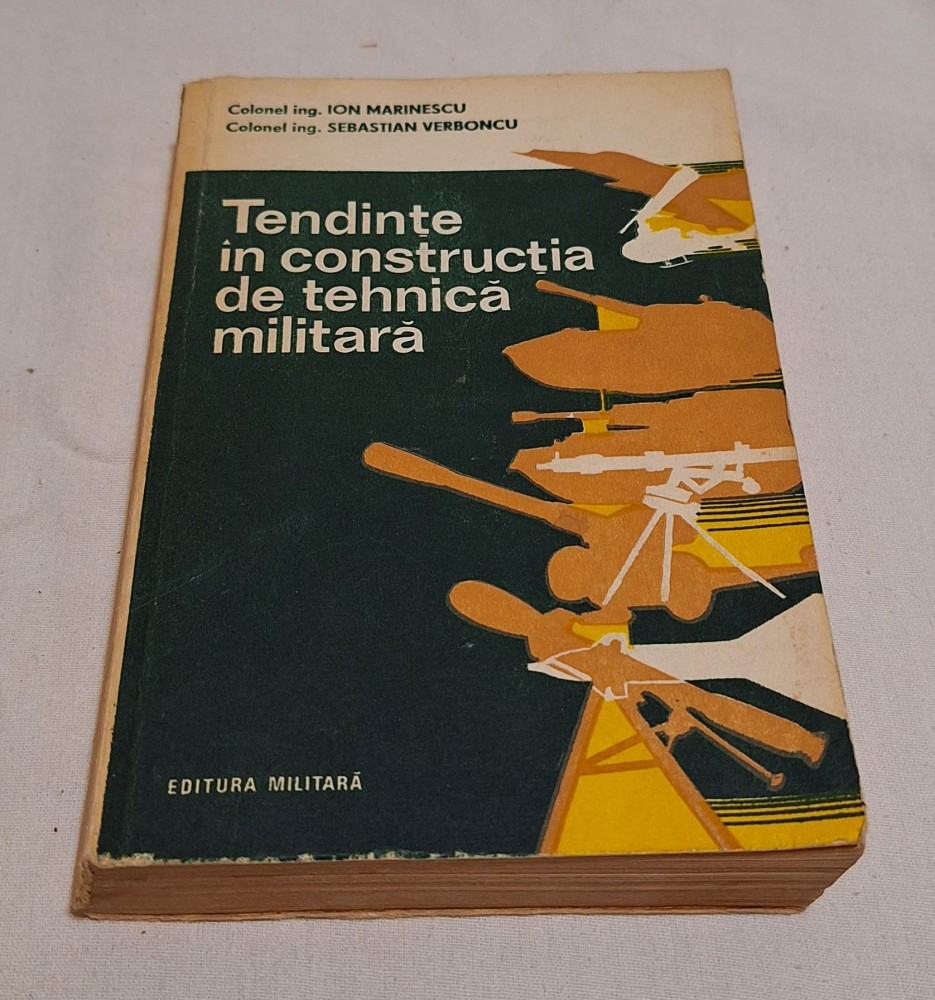 Colonel ing. ION MARINESCU
Colonel ing. SEBASTIAN VERBONCU
Tendințe
în construcția
de tehnică
militară
EDITURA MILITARĂ